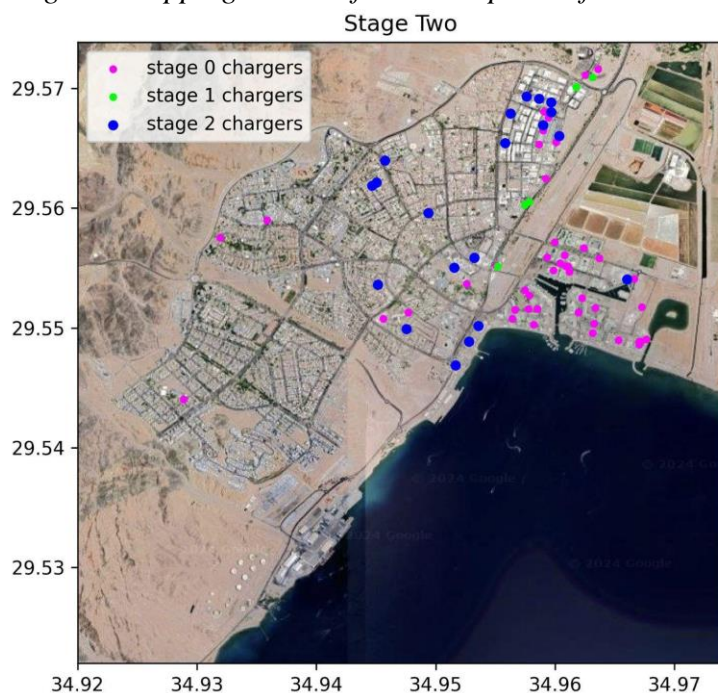 Stage Two
stage 0 chargers
stage 1 chargers
stage 2 chargers
29.57
29.56
29.55
29.54
29.53
© 2024 Google
© 2024 Google
© 2024 Google
34.92 34.93 34.94 34.95 34.96 34.97